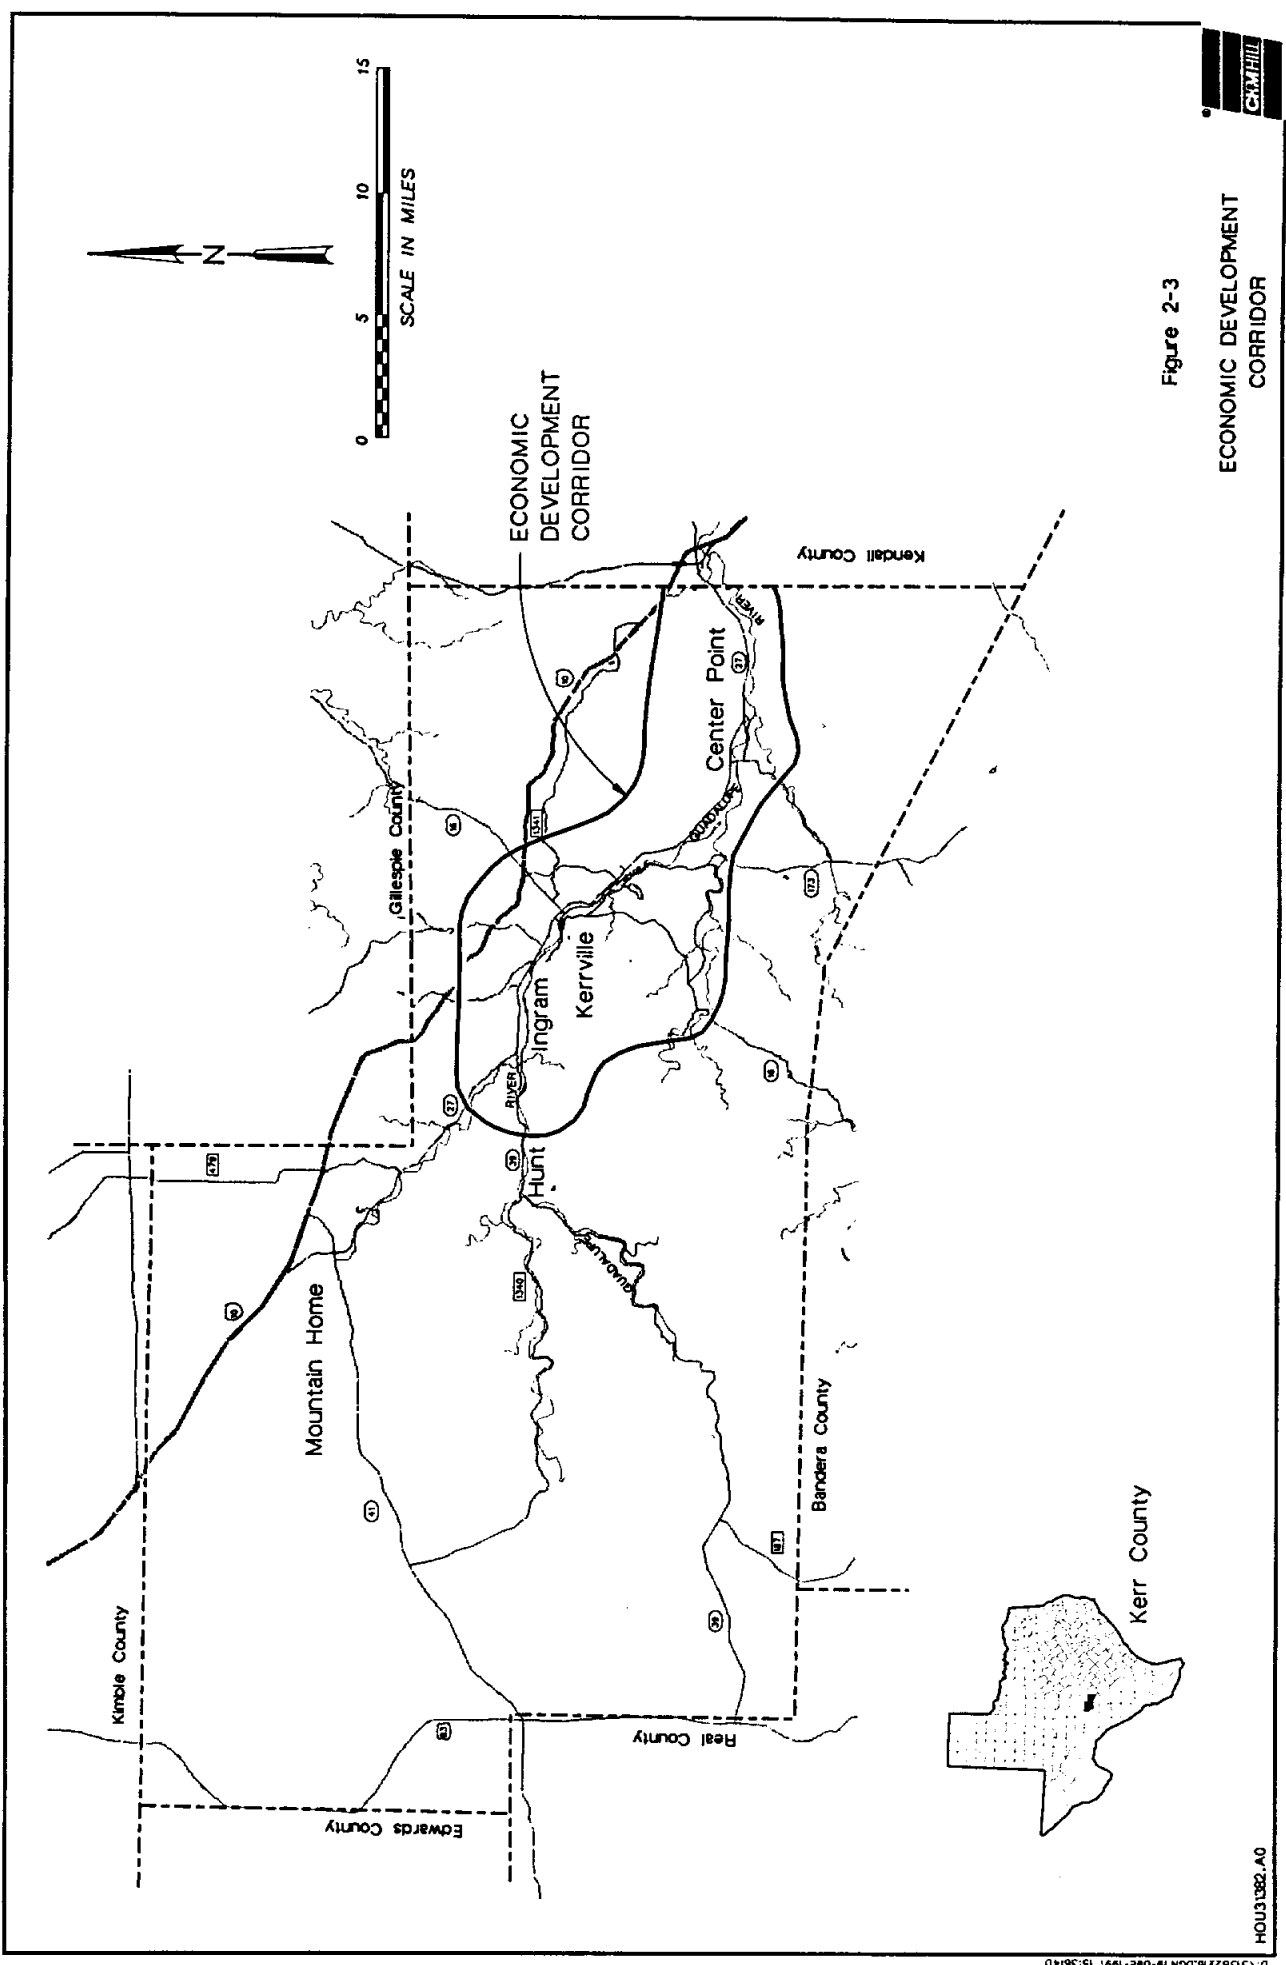 N
0 5 10 15
SCALE IN MILES
ECONOMIC
DEVELOPMENT
CORRIDOR
Kimble County
Gillespie County
Kendall County
Edwards County
Real County
Bandera County
Mountain Home
Hunt
Ingram
Kerrville
Center Point
RIVER
GUADALUPE
GUADALUPE
RIVER
10
479
27
16
1341
10
83
41
1340
39
39
187
16
173
27
Kerr County
Figure 2-3
ECONOMIC DEVELOPMENT
CORRIDOR
CH2M HILL
HOU31382.A0